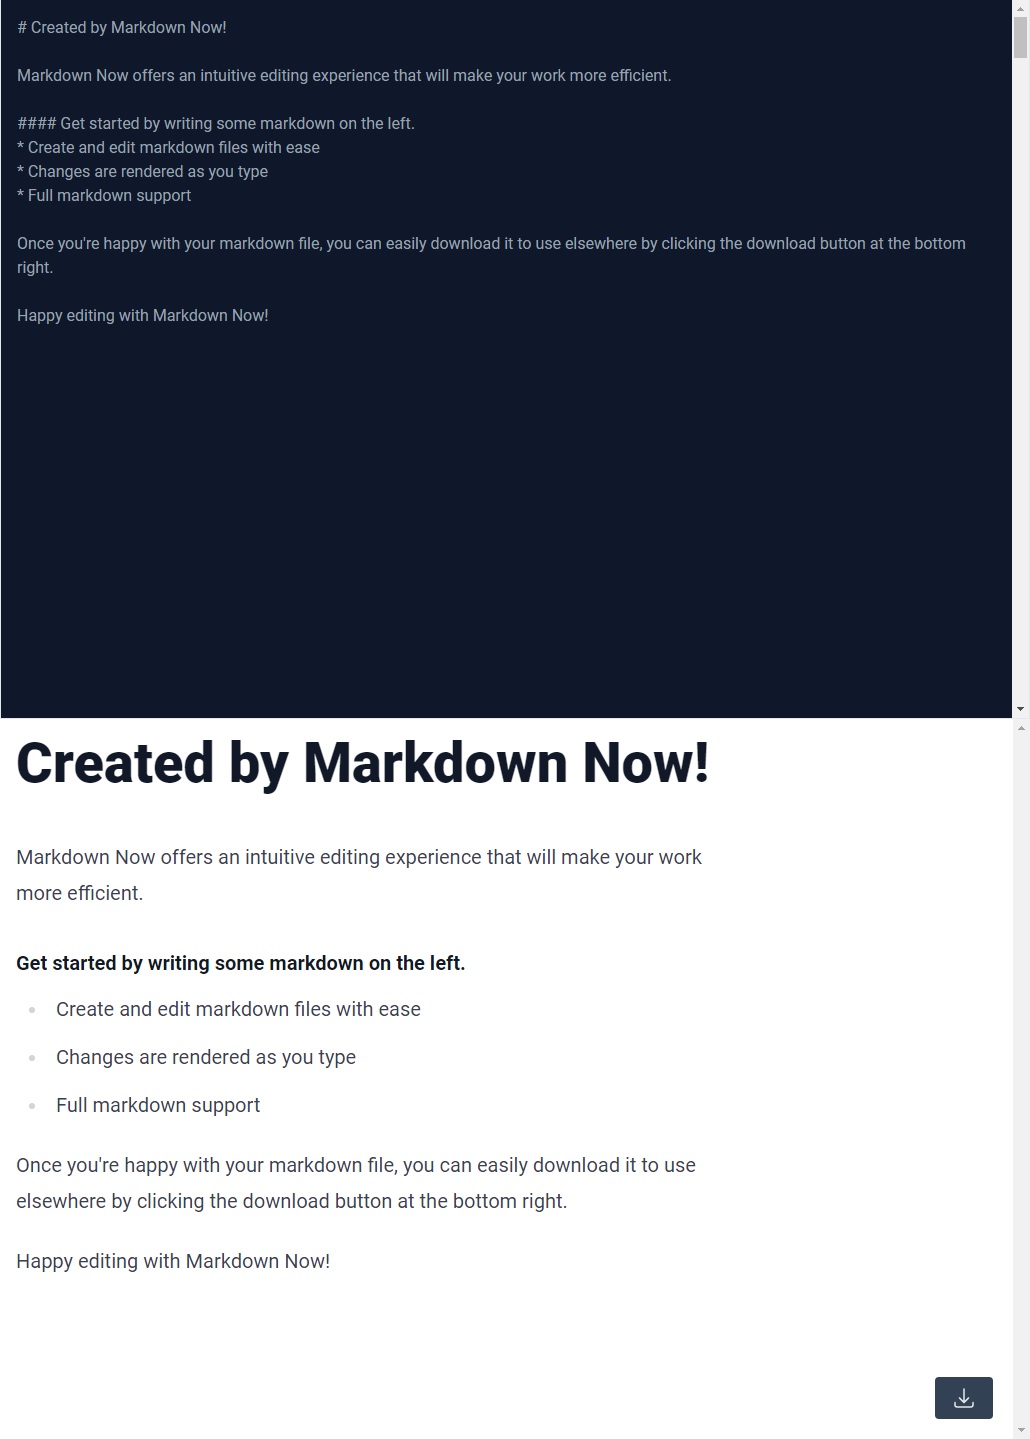 # Created by Markdown Now!
Markdown Now offers an intuitive editing experience that will make your work more efficient.
#### Get started by writing some markdown on the left.
* Create and edit markdown files with ease
* Changes are rendered as you type
* Full markdown support
Once you're happy with your markdown file, you can easily download it to use elsewhere by clicking the download button at the bottom
right.
Happy editing with Markdown Now!
Created by Markdown Now!
Markdown Now offers an intuitive editing experience that will make your work
more efficient.
Get started by writing some markdown on the left.
Create and edit markdown files with ease
Changes are rendered as you type
Full markdown support
Once you're happy with your markdown file, you can easily download it to use
elsewhere by clicking the download button at the bottom right.
Happy editing with Markdown Now!